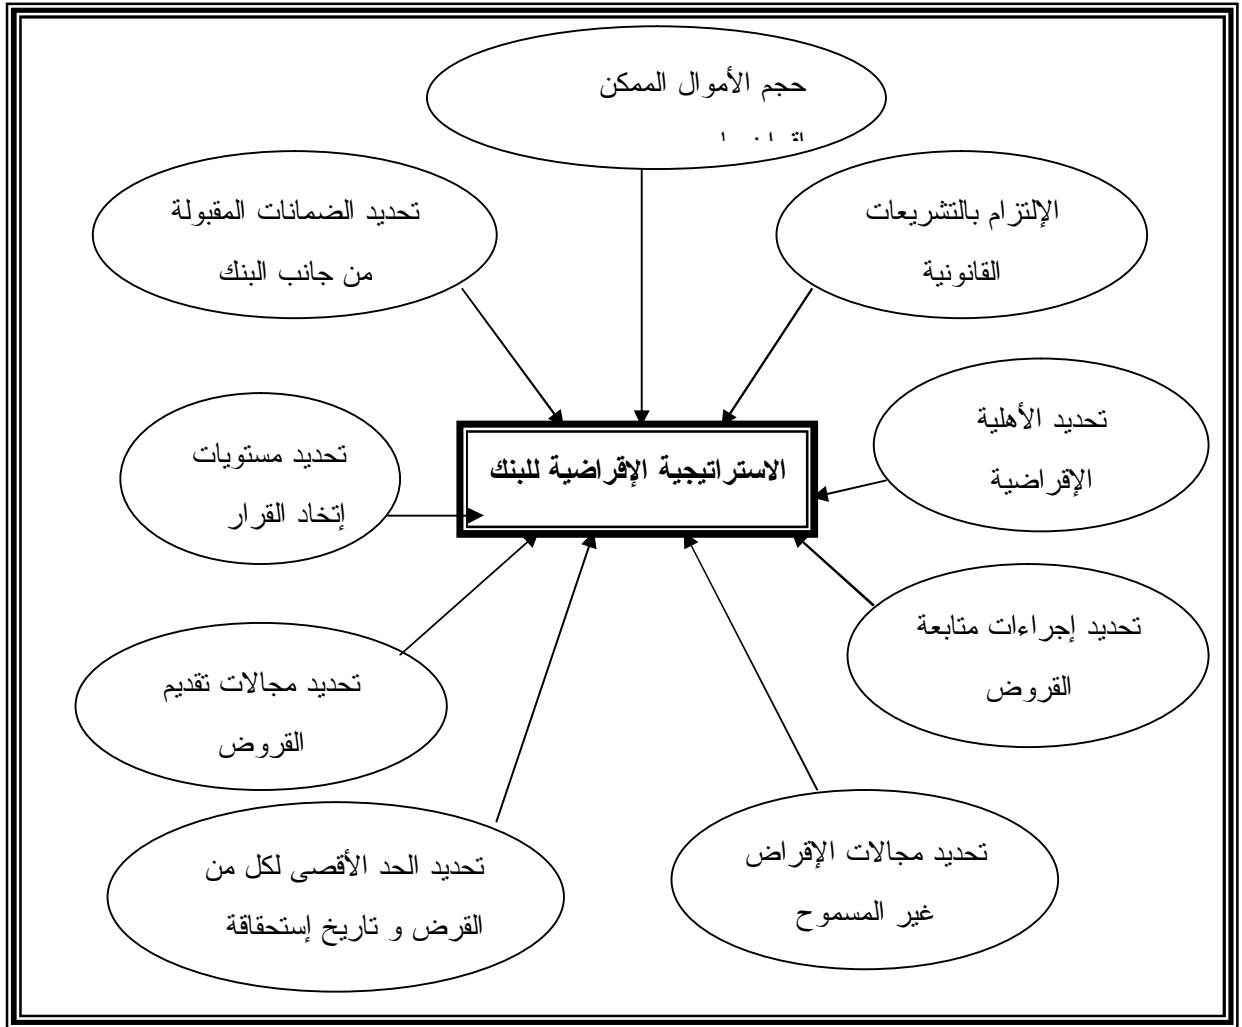 حجم الأموال الممكن
الإلتزام بالتشريعات
القانونية
تحديد الضمانات المقبولة
من جانب البنك
تحديد الأهلية
الإقراضية
الاستراتيجية الإقراضية للبنك
تحديد مستويات
إتخاد القرار
تحديد إجراءات متابعة
القروض
تحديد مجالات تقديم
القروض
تحديد مجالات الإقراض
غير المسموح
تحديد الحد الأقصى لكل من
القرض و تاريخ إستحقاقة